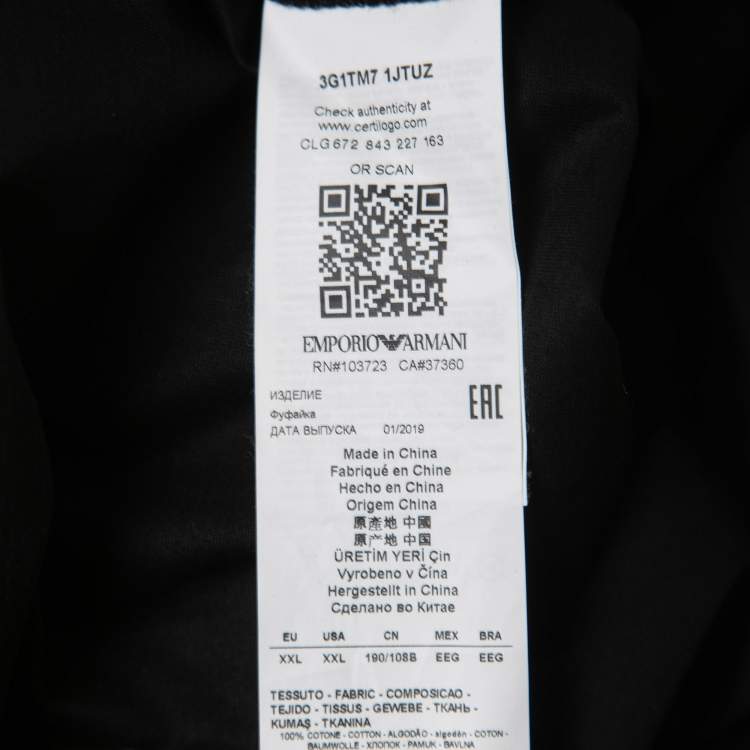 3G1TM7 1JTUZ
Check authenticity at
www.certilogo.com
CLG 672 843 227 163
OR SCAN
EMPORIO ARMANI
RN#103723 CA#37360
ИЗДЕЛИЕ
Фуфайка
EAC
ДАТА ВЫПУСКА 01/2019
Made in China
Fabriqué en Chine
Hecho en China
Origem China
原產地 中國
原产地 中国
ÜRETİM YERİ Çin
Vyrobeno v Čína
Hergestellt in China
Сделано во Китае
EU USA CN MEX BRA
XXL XXL 190/108B EEG EEG
TESSUTO - FABRIC - COMPOSICAO -
TEJIDO - TISSUS - GEWEBE - ТКАНЬ -
KUMAŞ - TKANINA
100% COTONE - COTTON - ALGODÃO - algodón - COTON -
BAUMWOLLE - ХЛОПОК - PAMUK - BAVLNA